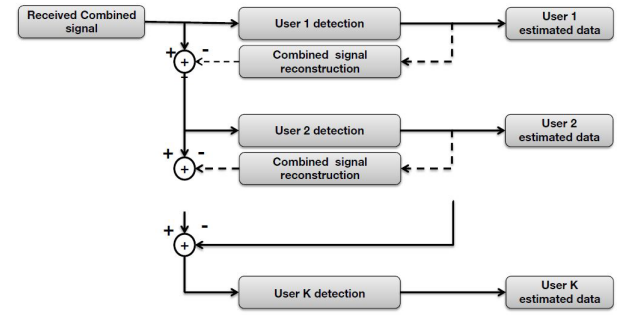 Received Combined
signal
User 1 detection
User 1
estimated data
+
-
+
Combined signal
reconstruction
User 2 detection
User 2
estimated data
+
-
+
Combined signal
reconstruction
+
-
+
User K detection
User K
estimated data